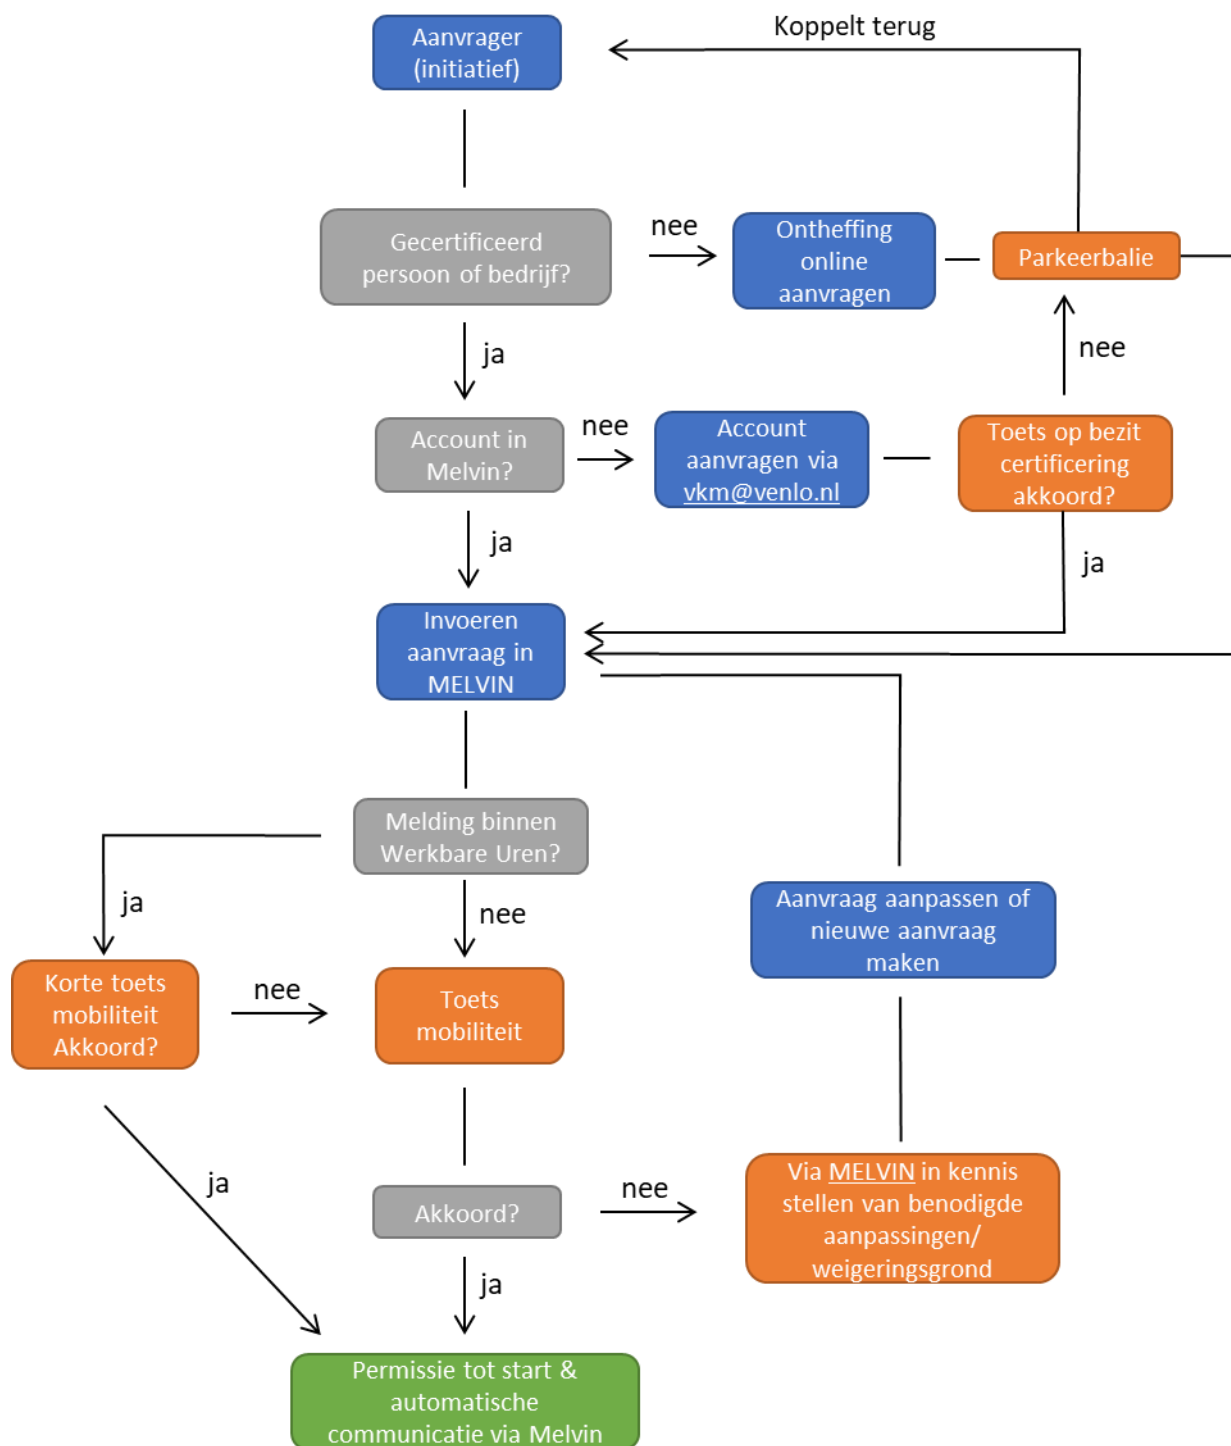 Koppelt terug
Aanvrager
(initiatief)
Gecertificeerd
persoon of bedrijf?
nee
Ontheffing
online
aanvragen
Parkeerbalie
ja
nee
Account in
Melvin?
nee
Account
aanvragen via
vkm@venlo.nl
Toets op bezit
certificering
akkoord?
ja
ja
Invoeren
aanvraag in
MELVIN
Melding binnen
Werkbare Uren?
ja
nee
Aanvraag aanpassen of
nieuwe aanvraag
maken
Korte toets
mobiliteit
Akkoord?
nee
Toets
mobiliteit
ja
Akkoord?
nee
Via MELVIN in kennis
stellen van benodigde
aanpassingen/
weigeringsgrond
ja
Permissie tot start &
automatische
communicatie via Melvin